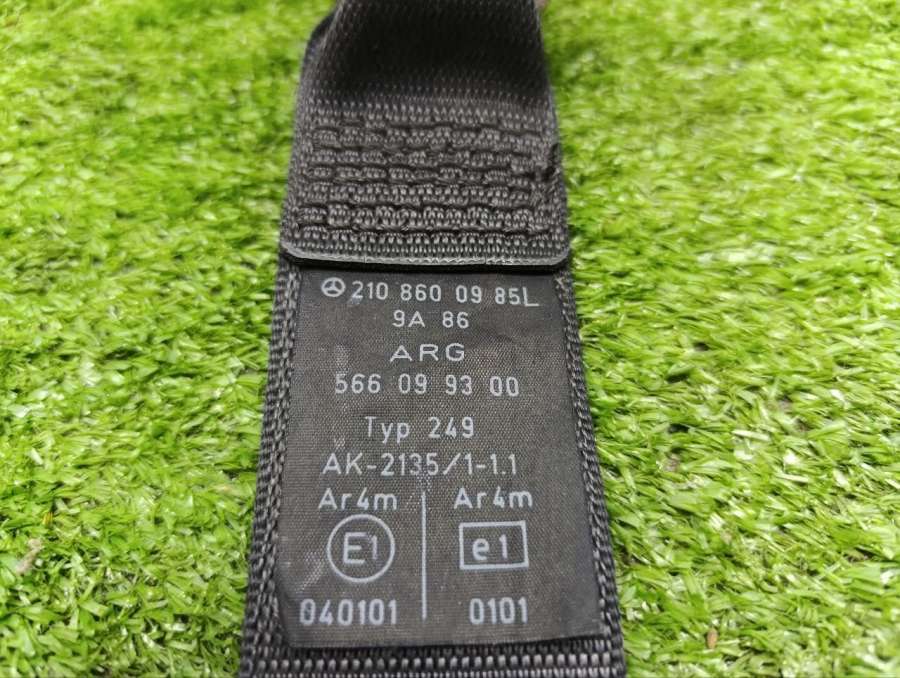 210 860 09 85L
9A 86
ARG
566 09 93 00
Typ 249
AK-2135/1-1.1
Ar4m Ar4m
E1 e1
040101 0101